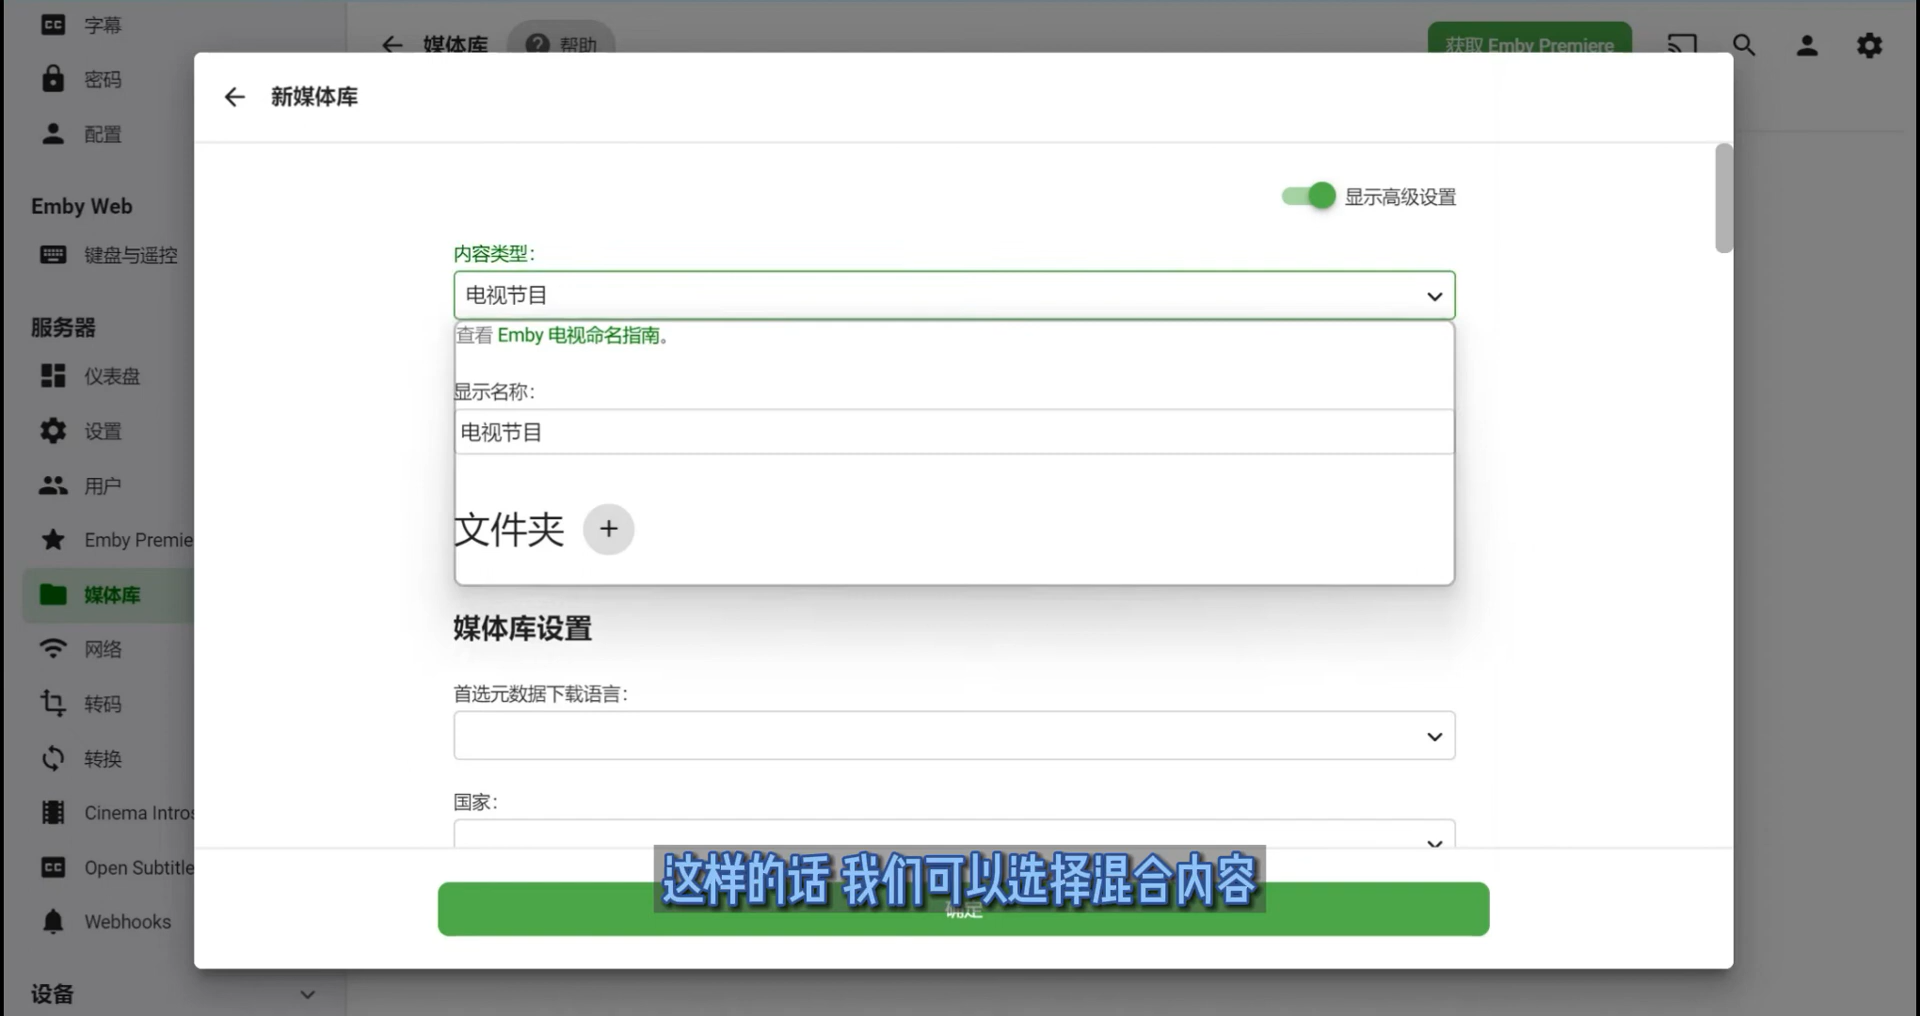 字幕
密码
配置
Emby Web
键盘与遥控
服务器
仪表盘
设置
用户
Emby Premie
媒体库
网络
转码
转换
Cinema Intros
Open Subtitle
Webhooks
设备
媒体库
帮助
获取 Emby Premiere
新媒体库
显示高级设置
内容类型:
电视节目
查看 Emby 电视命名指南。
显示名称:
电视节目
文件夹 +
媒体库设置
首选元数据下载语言:
国家:
这样的话 我们可以选择混合内容
确定